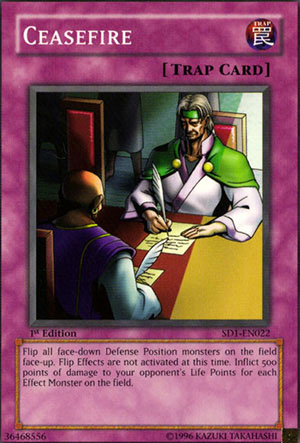 CEASEFIRE
TRAP
罠
[TRAP CARD]
1st Edition
SD1-EN022
Flip all face-down Defense Position monsters on the field
face-up. Flip Effects are not activated at this time. Inflict 500
points of damage to your opponent's Life Points for each
Effect Monster on the field.
36468556
©1996 KAZUKI TAKAHASHI